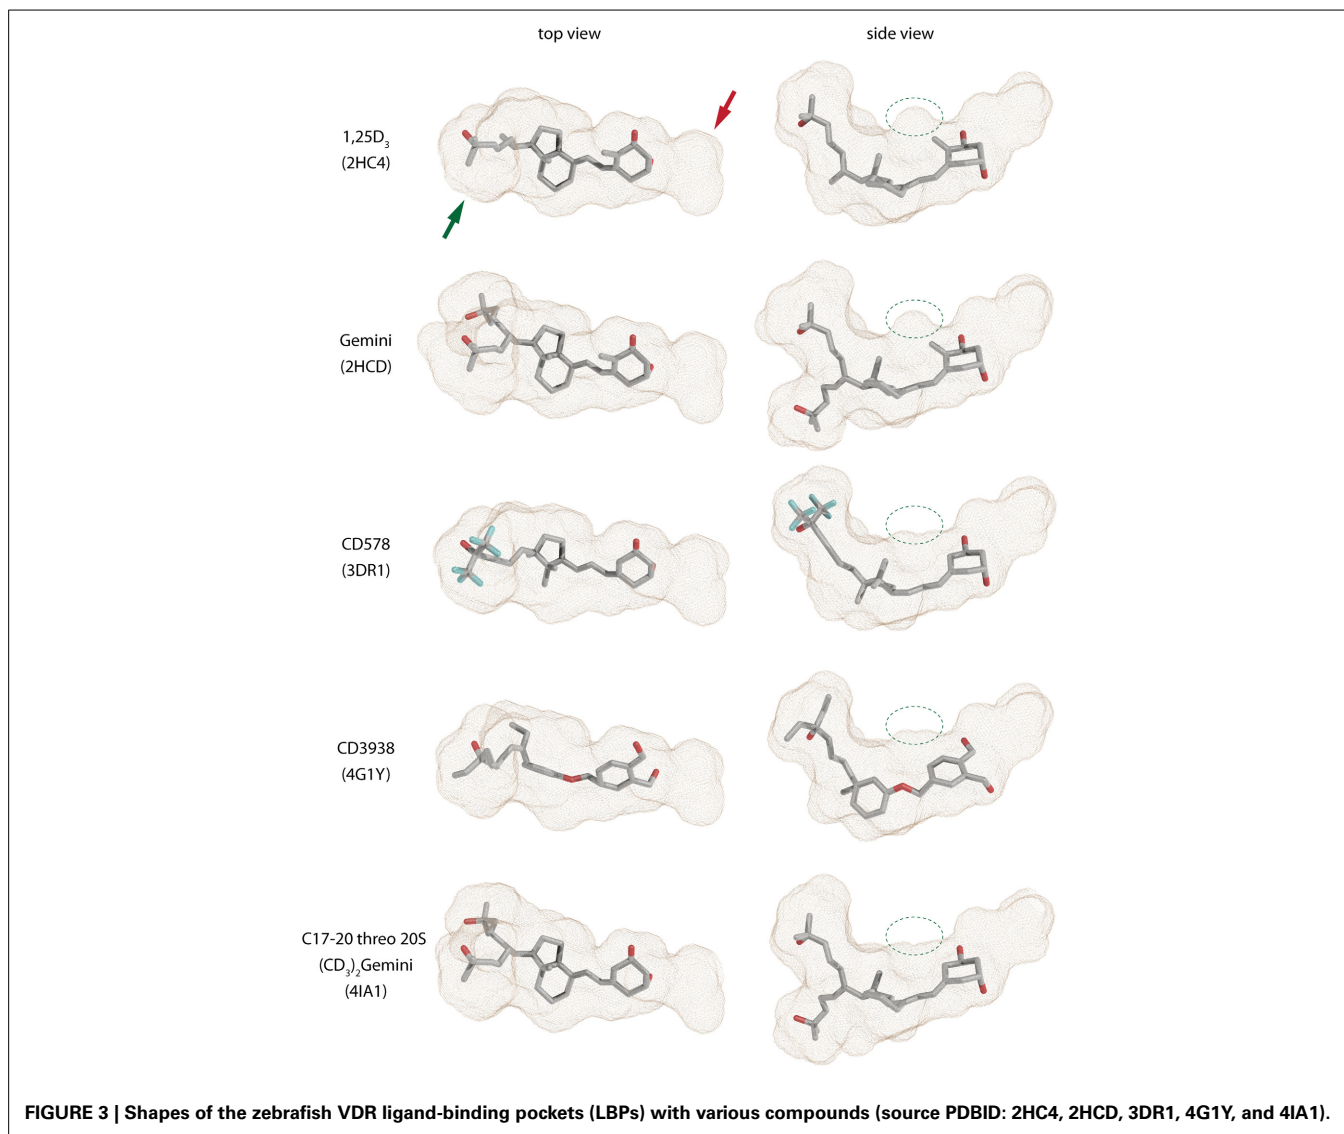 top view
side view
1,25D₃
(2HC4)
Gemini
(2HCD)
CD578
(3DR1)
CD3938
(4G1Y)
C17-20 threo 20S
(CD₃)₂Gemini
(4IA1)
FIGURE 3 | Shapes of the zebrafish VDR ligand-binding pockets (LBPs) with various compounds (source PDBID: 2HC4, 2HCD, 3DR1, 4G1Y, and 4IA1).